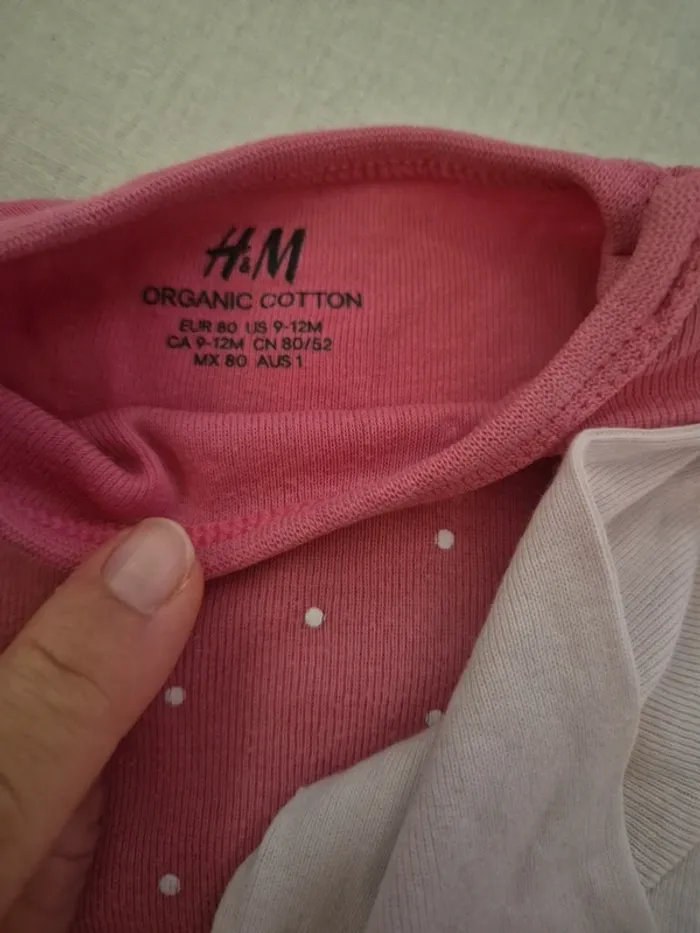 H&M
ORGANIC COTTON
EUR 80 US 9-12M
CA 9-12M CN 80/52
MX 80 AUS 1